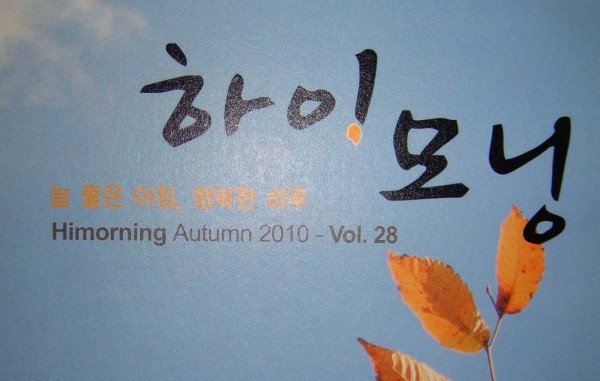 하이!
모닝
늘 좋은 아침, 행복한 하루
Himorning Autumn 2010 - Vol. 28